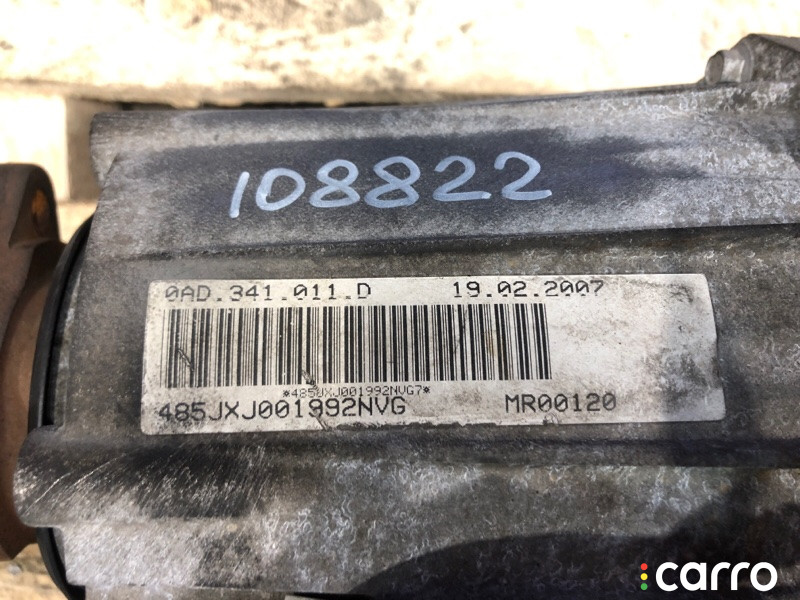 108822
0AD.341.011.D 19.02.2007
*485JXJ001992NVG7*
485JXJ001992NVG MR00120
carro